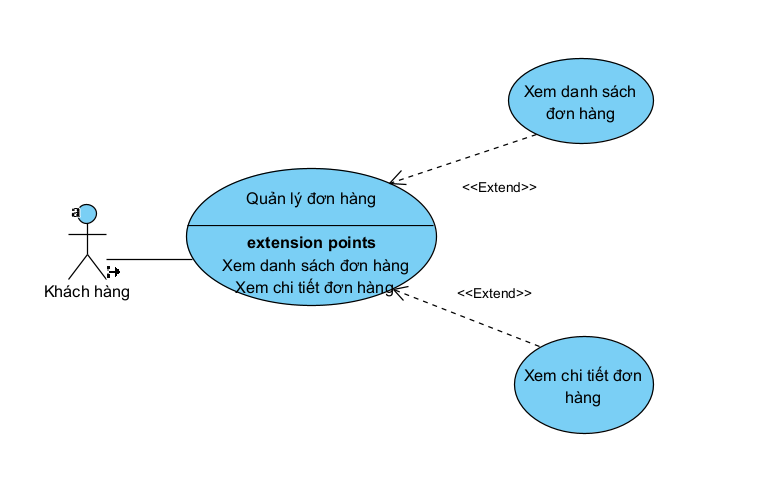 Xem danh sách
đơn hàng
<<Extend>>
Quản lý đơn hàng
extension points
Xem danh sách đơn hàng
Xem chi tiết đơn hàng
a
Khách hàng
<<Extend>>
Xem chi tiết đơn
hàng